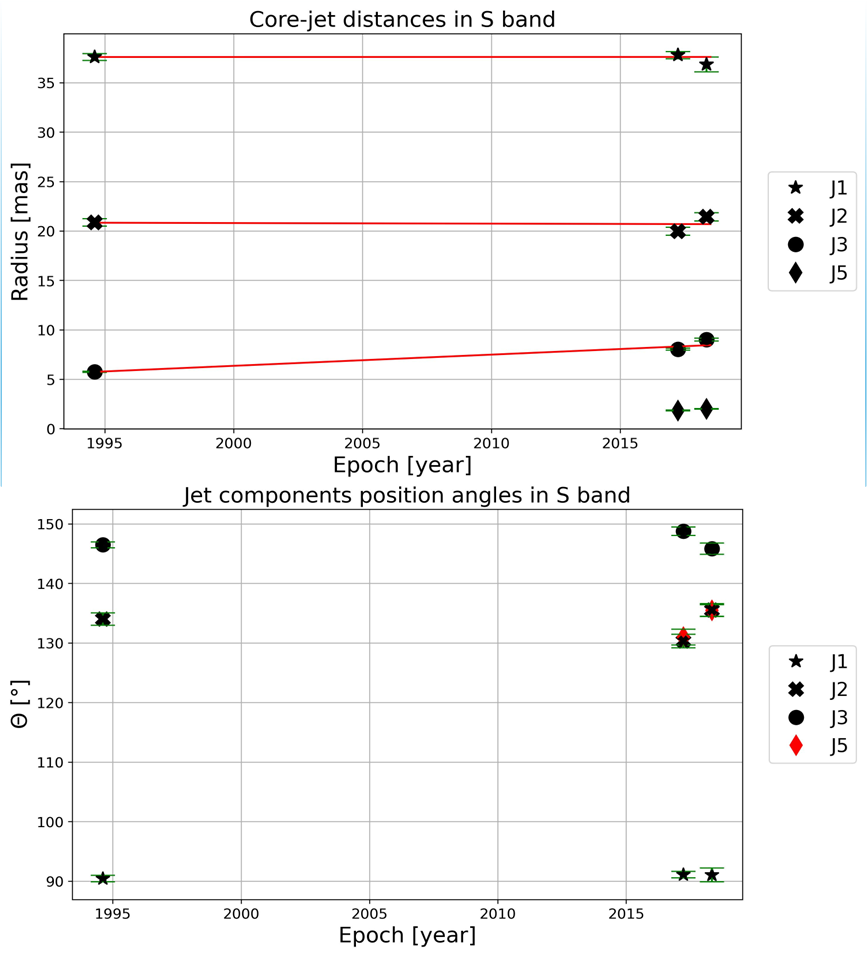 Core-jet distances in S band
Radius [mas]
35
30
25
20
15
10
5
0
1995
2000
2005
2010
2015
Epoch [year]
J1
J2
J3
J5
Jet components position angles in S band
Θ [°]
150
140
130
120
110
100
90
1995
2000
2005
2010
2015
Epoch [year]
J1
J2
J3
J5